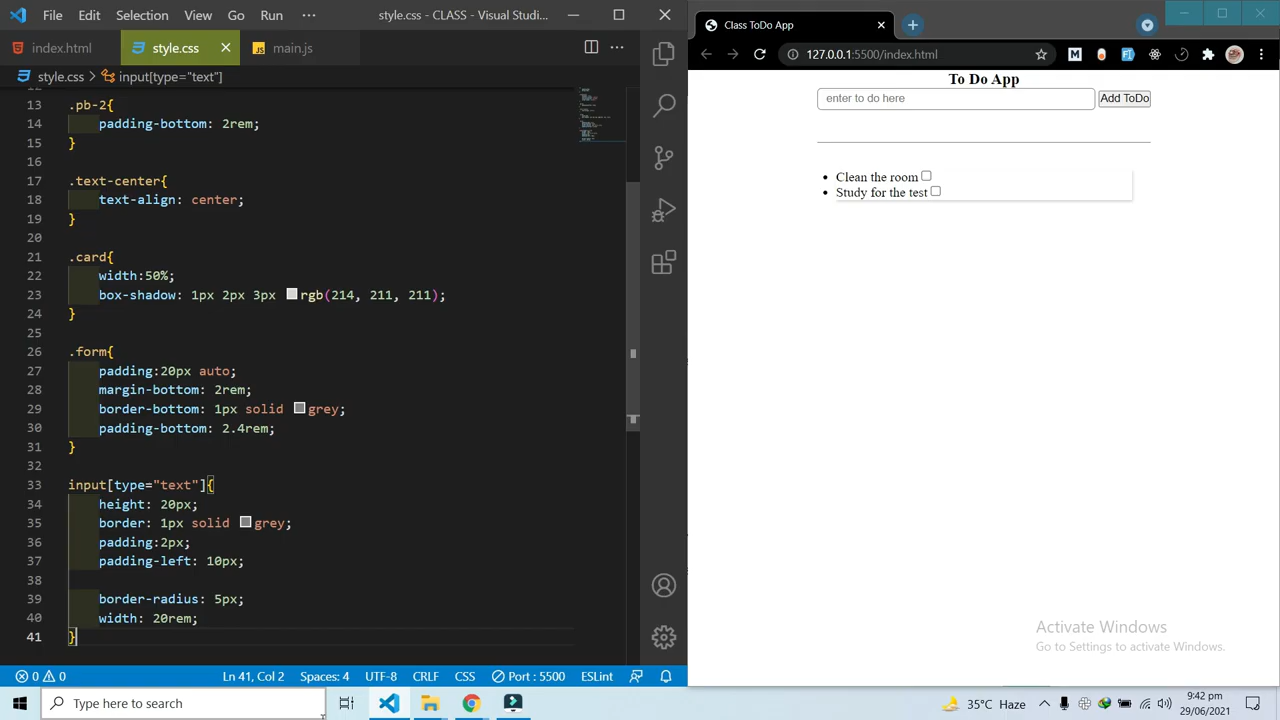 File Edit Selection View Go Run ··· style.css - CLASS - Visual Studi...
index.html style.css main.js
style.css > input[type="text"]
13 .pb-2{
14 padding-bottom: 2rem;
15 }
16
17 .text-center{
18 text-align: center;
19 }
20
21 .card{
22 width:50%;
23 box-shadow: 1px 2px 3px rgb(214, 211, 211);
24 }
25
26 .form{
27 padding:20px auto;
28 margin-bottom: 2rem;
29 border-bottom: 1px solid grey;
30 padding-bottom: 2.4rem;
31 }
32
33 input[type="text"]{
34 height: 20px;
35 border: 1px solid grey;
36 padding:2px;
37 padding-left: 10px;
38
39 border-radius: 5px;
40 width: 20rem;
41 }
0 0 Ln 41, Col 2 Spaces: 4 UTF-8 CRLF CSS Port : 5500 ESLint
Class ToDo App
127.0.0.1:5500/index.html
To Do App
enter to do here Add ToDo
• Clean the room
• Study for the test
Activate Windows
Go to Settings to activate Windows.
Type here to search
35°C Haze
9:42 pm
29/06/2021